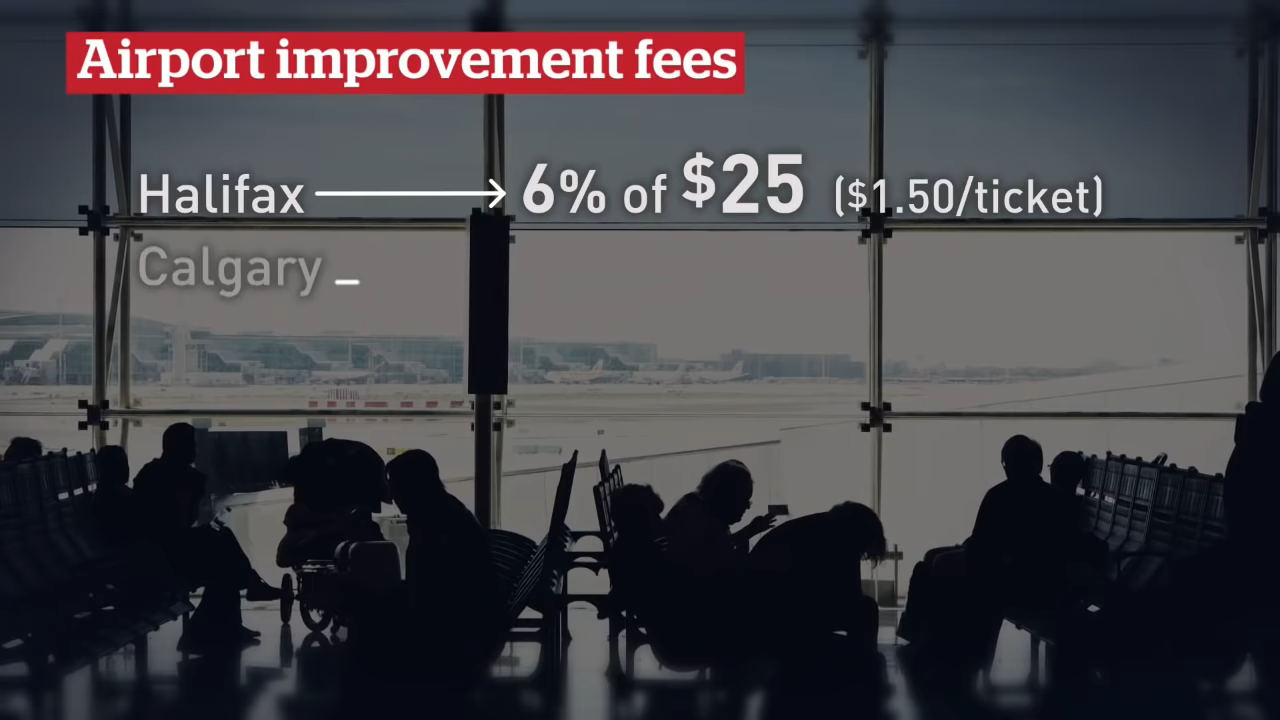 Airport improvement fees
Halifax → 6% of $25 ($1.50/ticket)
Calgary _